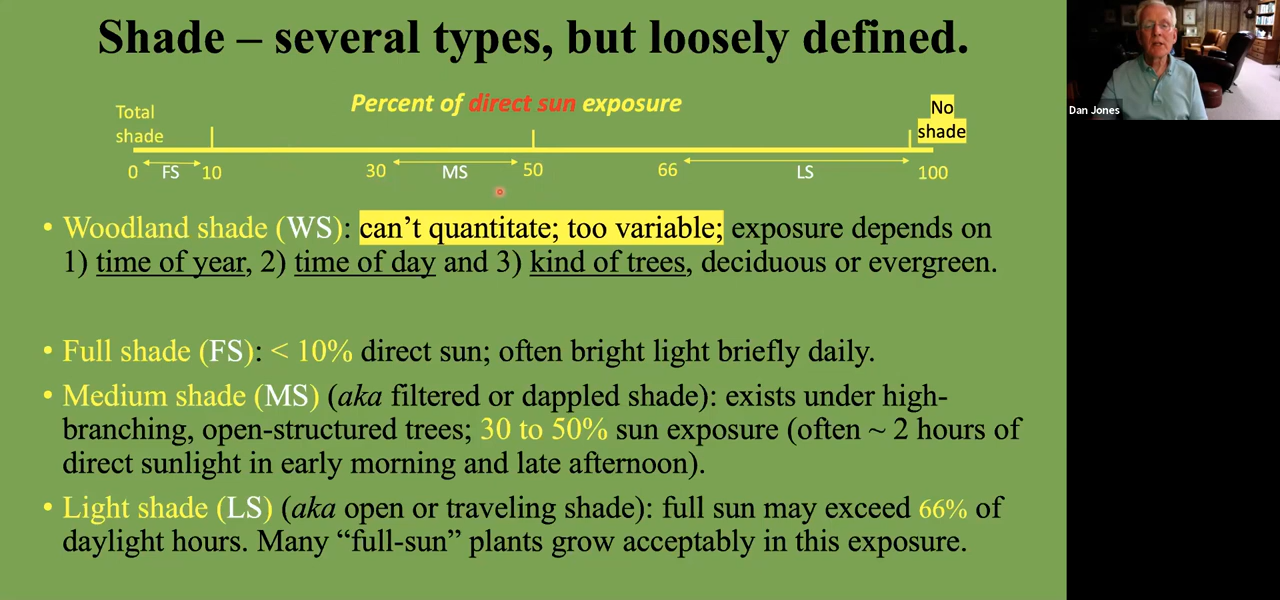 Shade – several types, but loosely defined.
Percent of direct sun exposure
Total
shade
No
shade
0 FS 10 30 MS 50 66 LS 100
• Woodland shade (WS): can’t quantitate; too variable; exposure depends on
1) time of year, 2) time of day and 3) kind of trees, deciduous or evergreen.
• Full shade (FS): < 10% direct sun; often bright light briefly daily.
• Medium shade (MS) (aka filtered or dappled shade): exists under high-
branching, open-structured trees; 30 to 50% sun exposure (often ~ 2 hours of
direct sunlight in early morning and late afternoon).
• Light shade (LS) (aka open or traveling shade): full sun may exceed 66% of
daylight hours. Many “full-sun” plants grow acceptably in this exposure.
Dan Jones